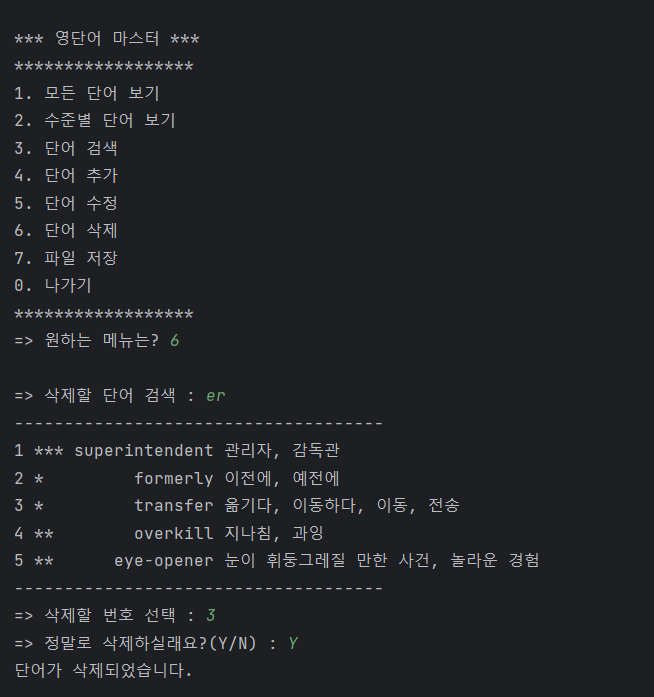 *** 영단어 마스터 ***
******************
1. 모든 단어 보기
2. 수준별 단어 보기
3. 단어 검색
4. 단어 추가
5. 단어 수정
6. 단어 삭제
7. 파일 저장
0. 나가기
******************
=> 원하는 메뉴는? 6
=> 삭제할 단어 검색 : er
-------------------------------------
1 *** superintendent 관리자, 감독관
2 *         formerly 이전에, 예전에
3 *         transfer 옮기다, 이동하다, 이동, 전송
4 **        overkill 지나침, 과잉
5 **      eye-opener 눈이 휘둥그레질 만한 사건, 놀라운 경험
-------------------------------------
=> 삭제할 번호 선택 : 3
=> 정말로 삭제하실래요?(Y/N) : Y
단어가 삭제되었습니다.